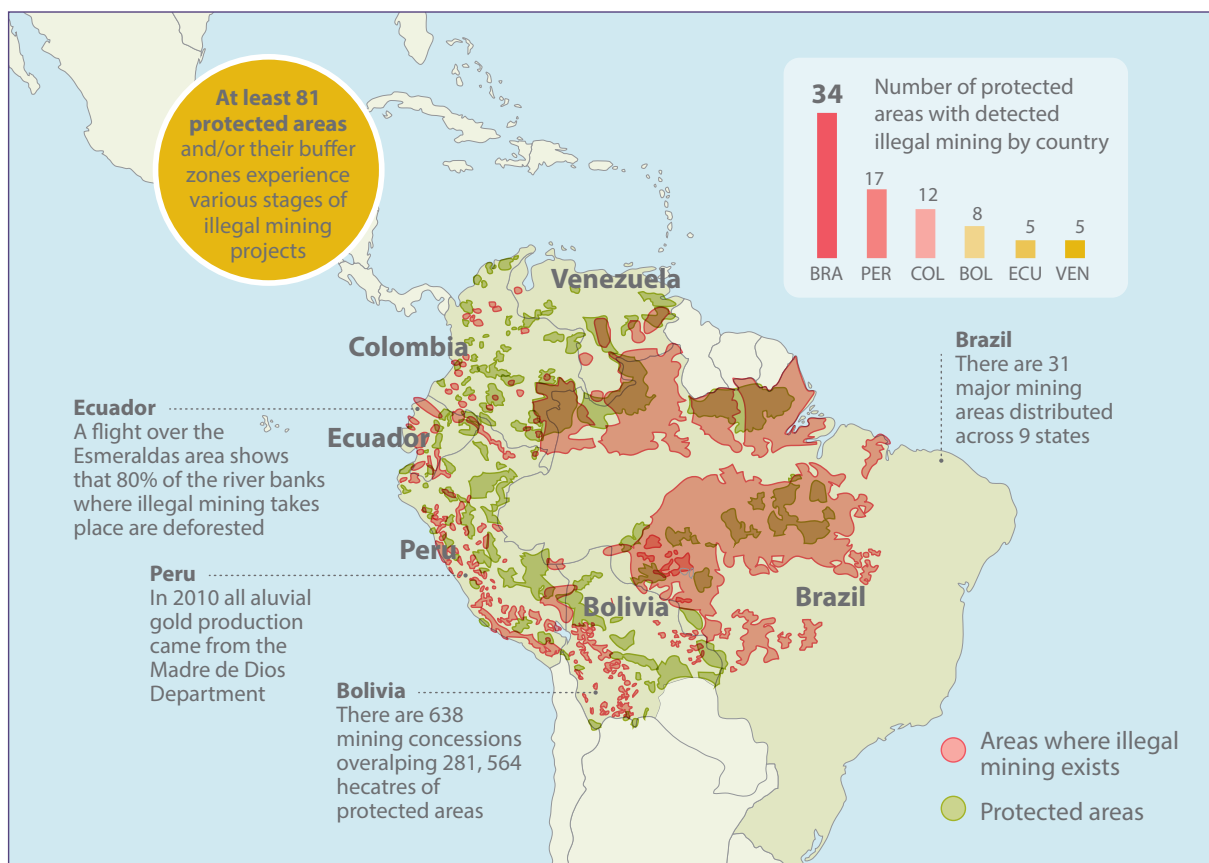 At least 81
protected areas
and/or their buffer
zones experience
various stages of
illegal mining
projects
34
Number of protected
areas with detected
illegal mining by country
17
12
8
5
5
BRA
PER
COL
BOL
ECU
VEN
Venezuela
Colombia
Ecuador
Peru
Bolivia
Brazil
Brazil
There are 31
major mining
areas distributed
across 9 states
Ecuador
A flight over the
Esmeraldas area shows
that 80% of the river banks
where illegal mining takes
place are deforested
Peru
In 2010 all aluvial
gold production
came from the
Madre de Dios
Department
Bolivia
There are 638
mining concessions
overalping 281, 564
hecatres of
protected areas
Areas where illegal
mining exists
Protected areas